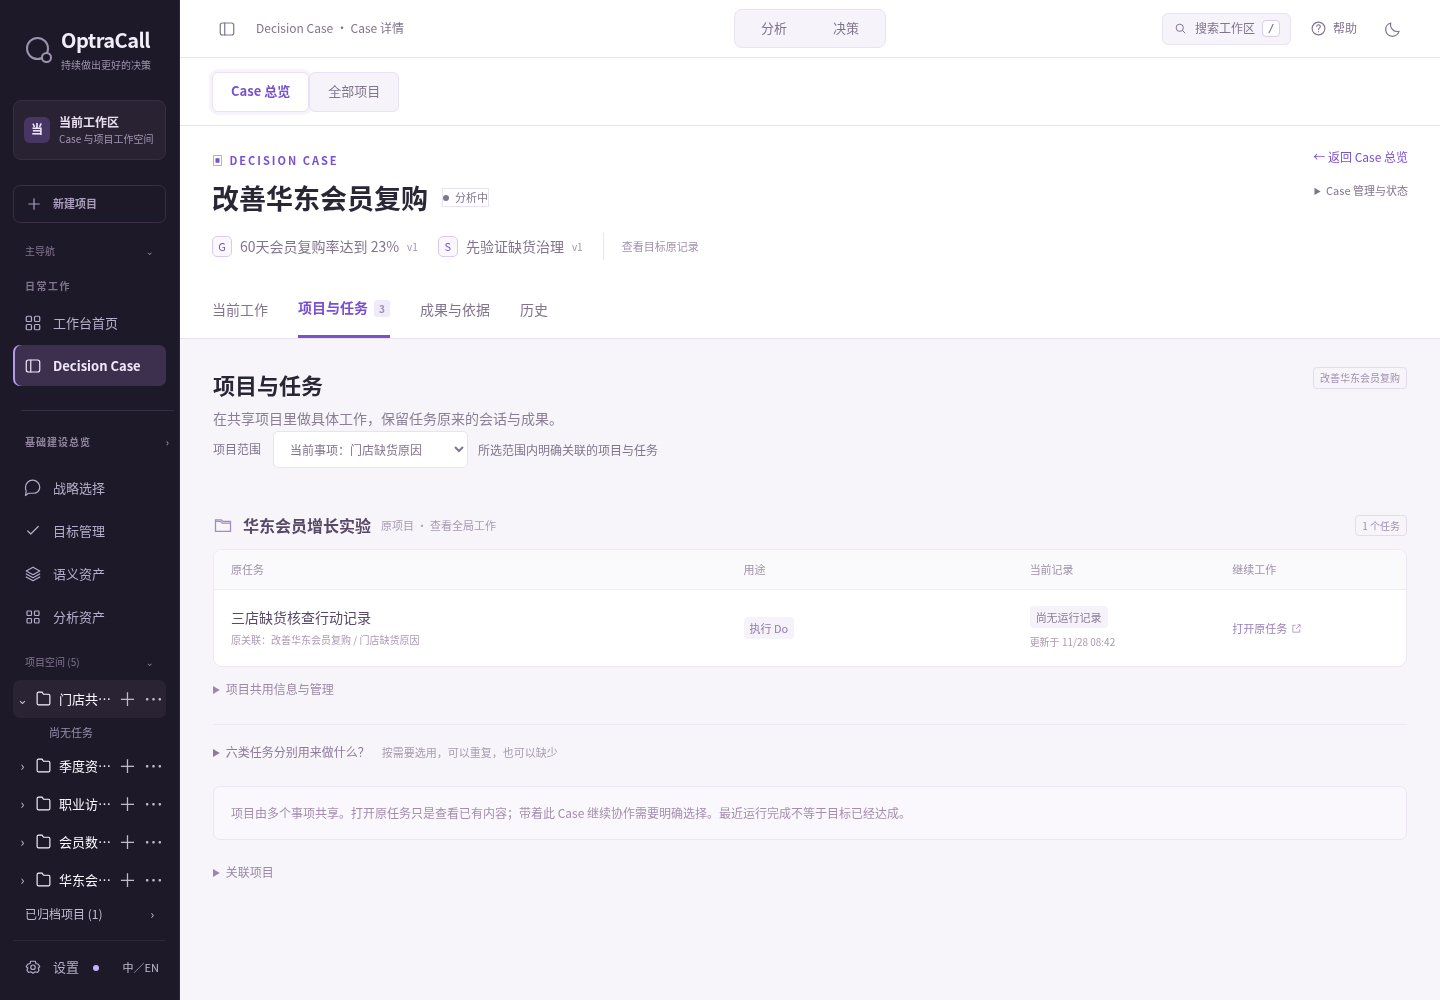 OptraCall
持续做出更好的决策
当
当前工作区
Case 与项目工作空间
新建项目
主导航
日常工作
工作台首页
Decision Case
基础建设总览
战略选择
目标管理
语义资产
分析资产
项目空间 (5)
门店共…
尚无任务
季度资…
职业访…
会员数…
华东会…
已归档项目 (1)
设置
中／EN
Decision Case · Case 详情
分析
决策
搜索工作区 /
帮助
Case 总览
全部项目
DECISION CASE
← 返回 Case 总览
改善华东会员复购
分析中
Case 管理与状态
G 60天会员复购率达到 23% v1
S 先验证缺货治理 v1
查看目标原记录
当前工作
项目与任务 3
成果与依据
历史
项目与任务
改善华东会员复购
在共享项目里做具体工作，保留任务原来的会话与成果。
项目范围
当前事项：门店缺货原因
所选范围内明确关联的项目与任务
华东会员增长实验
原项目 · 查看全局工作
1 个任务
原任务
用途
当前记录
继续工作
三店缺货核查行动记录
原关联：改善华东会员复购 / 门店缺货原因
执行 Do
尚无运行记录
更新于 11/28 08:42
打开原任务
项目共用信息与管理
六类任务分别用来做什么？
按需要选用，可以重复，也可以缺少
项目由多个事项共享。打开原任务只是查看已有内容；带着此 Case 继续协作需要明确选择。最近运行完成不等于目标已经达成。
关联项目